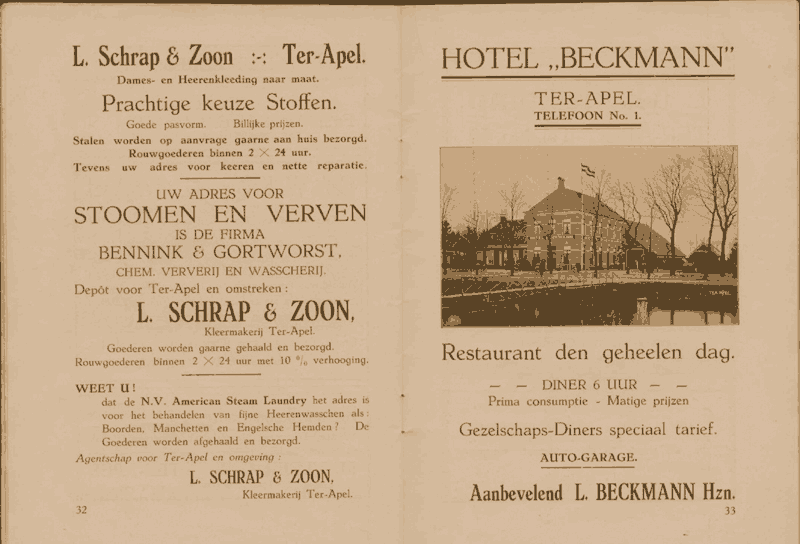 L. Schrap & Zoon :-: Ter-Apel.
Dames- en Heerenkleeding naar maat.
Prachtige keuze Stoffen.
Goede pasvorm. Billijke prijzen.
Stalen worden op aanvrage gaarne aan huis bezorgd.
Rouwgoederen binnen 2 × 24 uur.
Tevens uw adres voor keeren en nette reparatie.
UW ADRES VOOR
STOOMEN EN VERVEN
IS DE FIRMA
BENNINK & GORTWORST,
CHEM. VERVERIJ EN WASSCHERIJ.
Depôt voor Ter-Apel en omstreken :
L. SCHRAP & ZOON,
Kleermakerij Ter-Apel.
Goederen worden gaarne gehaald en bezorgd.
Rouwgoederen binnen 2 × 24 uur met 10 % verhooging.
WEET U!
dat de N.V. American Steam Laundry het adres is
voor het behandelen van fijne Heerenwasschen als :
Boorden, Manchetten en Engelsche Hemden? De
Goederen worden afgehaald en bezorgd.
Agentschap voor Ter-Apel en omgeving :
L. SCHRAP & ZOON,
Kleermakerij Ter-Apel.
32
HOTEL „BECKMANN"
TER-APEL.
TELEFOON No. 1.
TER APEL
Restaurant den geheelen dag.
— — DINER 6 UUR — —
Prima consumptie - Matige prijzen
Gezelschaps-Diners speciaal tarief.
AUTO-GARAGE.
Aanbevelend L. BECKMANN Hzn.
33